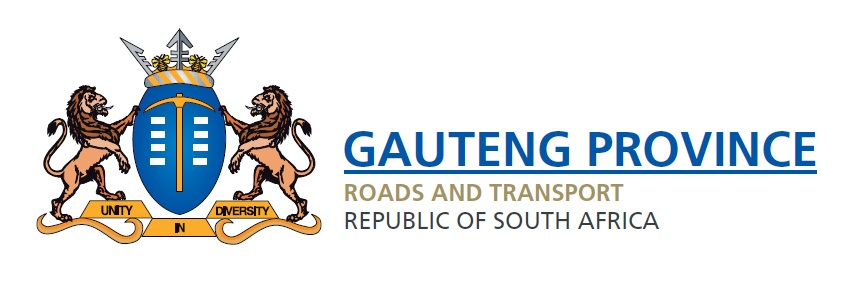 GAUTENG PROVINCE
ROADS AND TRANSPORT
REPUBLIC OF SOUTH AFRICA
UNITY IN DIVERSITY